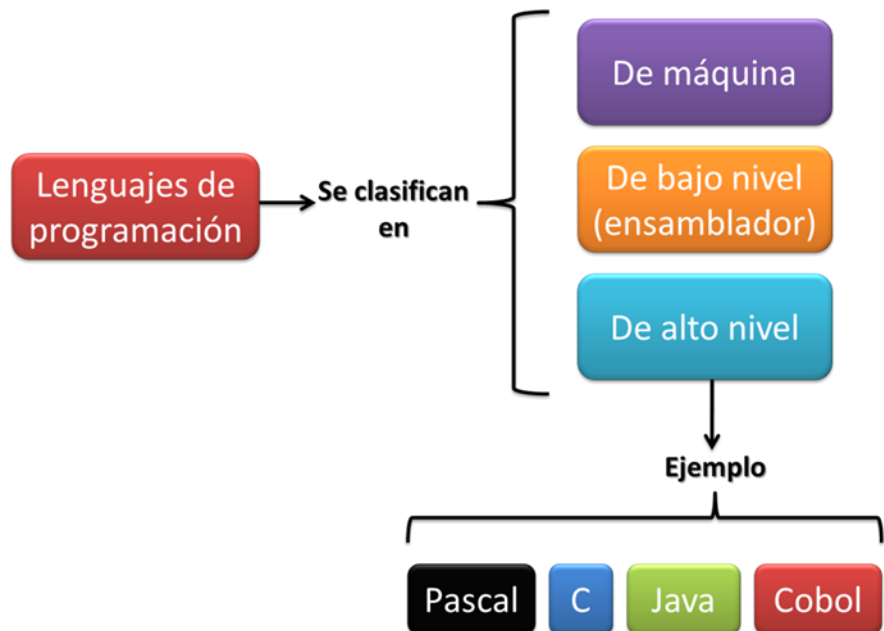 Lenguajes de
programación
Se clasifican
en
De máquina
De bajo nivel
(ensamblador)
De alto nivel
Ejemplo
Pascal
C
Java
Cobol